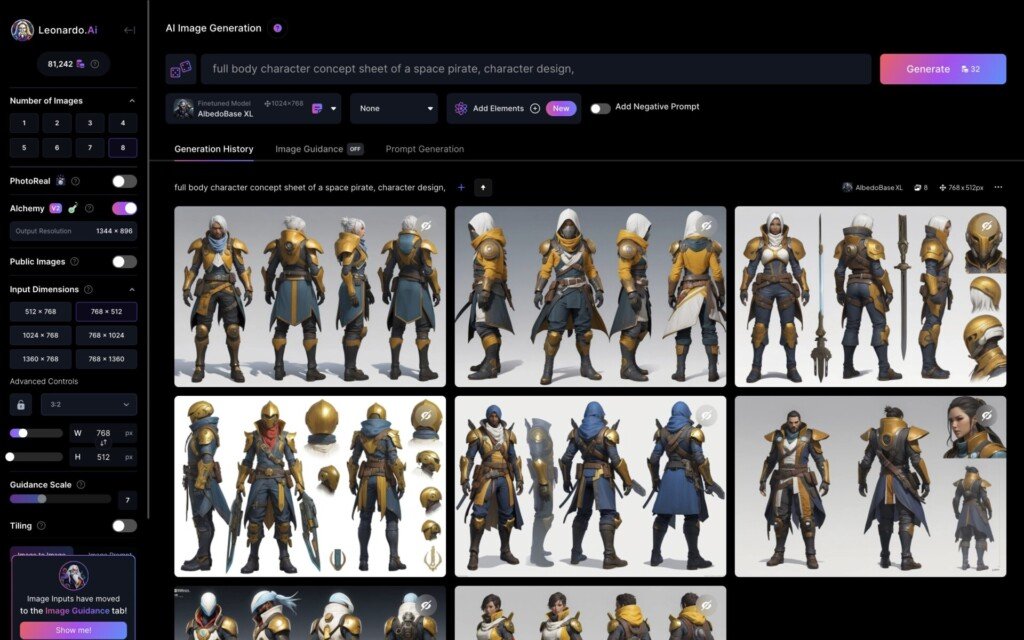 Leonardo.Ai
81,242
Number of Images
1 2 3 4
5 6 7 8
PhotoReal
Alchemy V2
Output Resolution 1344 × 896
Public Images
Input Dimensions
512 × 768 768 × 512
1024 × 768 768 × 1024
1360 × 768 768 × 1360
Advanced Controls
3:2
W 768 px
H 512 px
Guidance Scale
7
Tiling
Image to Image Image Prompt
Image Inputs have moved
to the Image Guidance tab!
Show me!
AI Image Generation
full body character concept sheet of a space pirate, character design,
Generate 32
Finetuned Model 1024×768
AlbedoBase XL
None
Add Elements New
Add Negative Prompt
Generation History Image Guidance OFF Prompt Generation
full body character concept sheet of a space pirate, character design,
AlbedoBase XL 8 768 x 512px